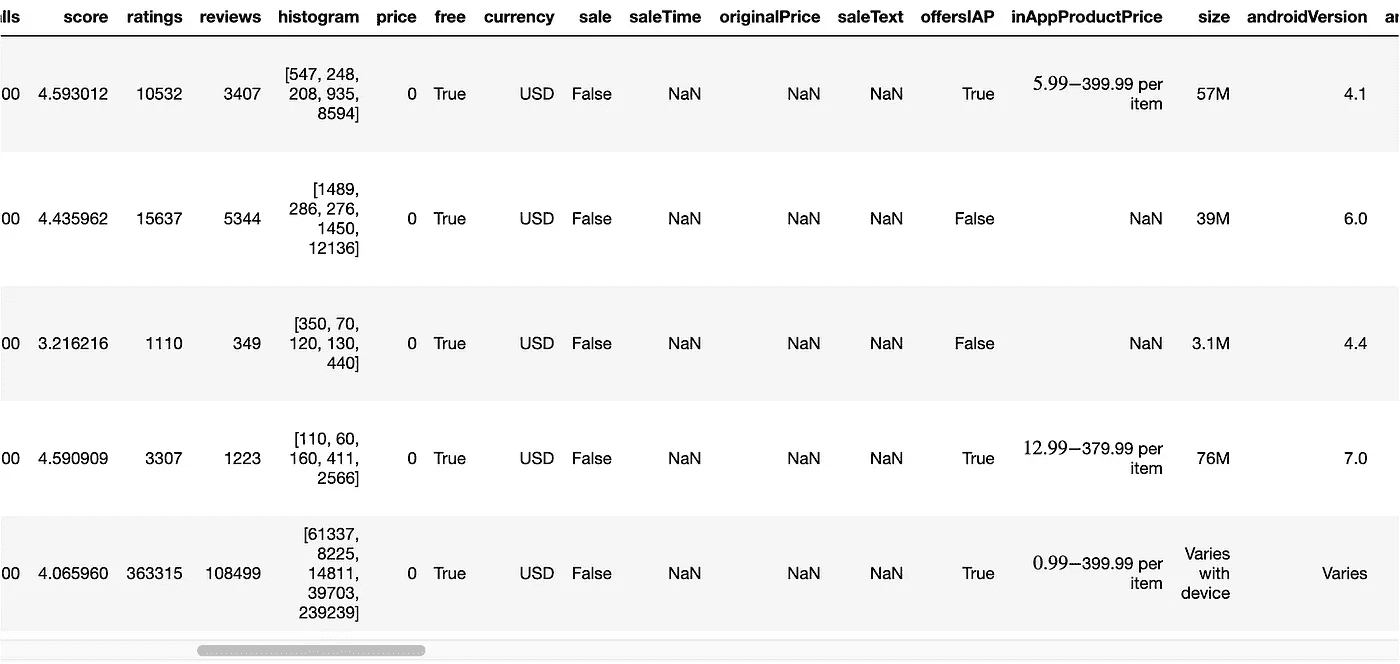 lls score ratings reviews histogram price free currency sale saleTime originalPrice saleText offersIAP inAppProductPrice size androidVersion
[547, 248,
208, 935,
8594]
00 4.593012 10532 3407 0 True USD False NaN NaN NaN True 5.99−399.99 per
item 57M 4.1
[1489,
286, 276,
1450,
12136]
00 4.435962 15637 5344 0 True USD False NaN NaN NaN False NaN 39M 6.0
[350, 70,
120, 130,
440]
00 3.216216 1110 349 0 True USD False NaN NaN NaN False NaN 3.1M 4.4
[110, 60,
160, 411,
2566]
00 4.590909 3307 1223 0 True USD False NaN NaN NaN True 12.99−379.99 per
item 76M 7.0
[61337,
8225,
14811,
39703,
239239]
00 4.065960 363315 108499 0 True USD False NaN NaN NaN True 0.99−399.99 per
item Varies
with
device Varies